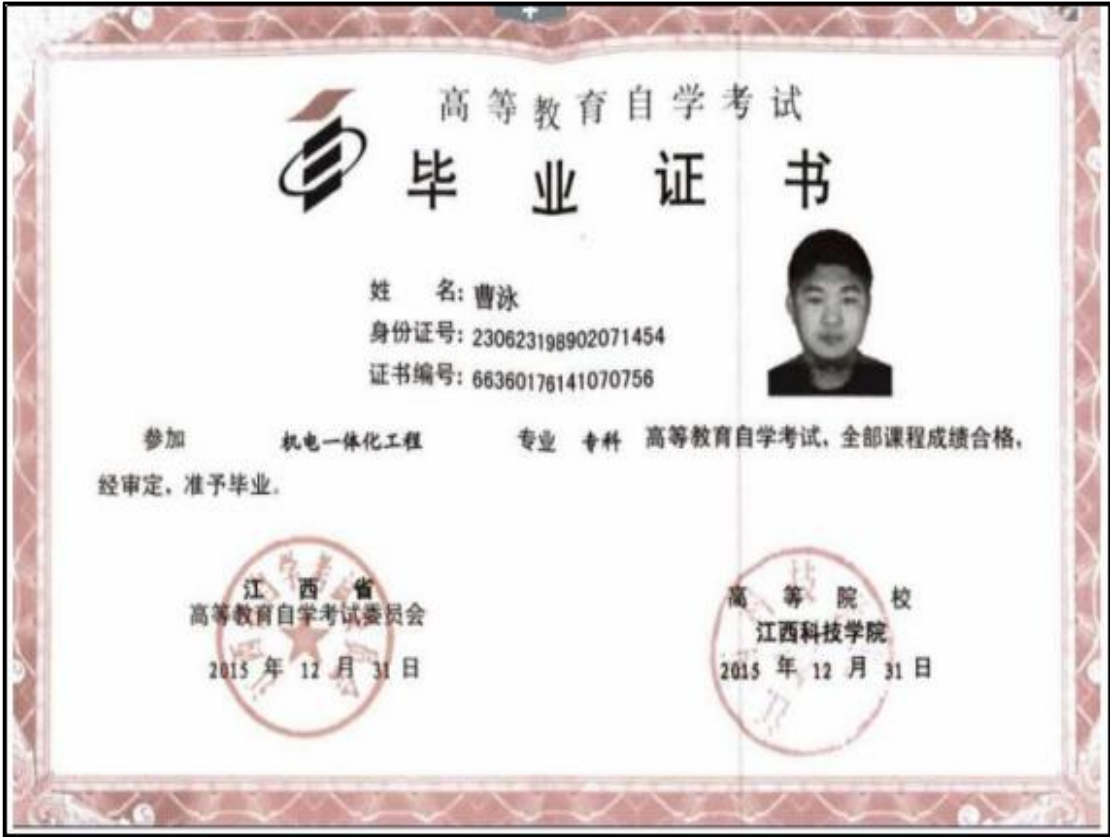 高等教育自学考试
毕业证书
姓 名: 曹泳
身份证号: 230623198902071454
证书编号: 66360176141070756
参加 机电一体化工程 专业 专科 高等教育自学考试, 全部课程成绩合格,
经审定, 准予毕业。
江西省
高等教育自学考试委员会
2015 年 12 月 31 日
高等院校
江西科技学院
2015 年 12 月 31 日